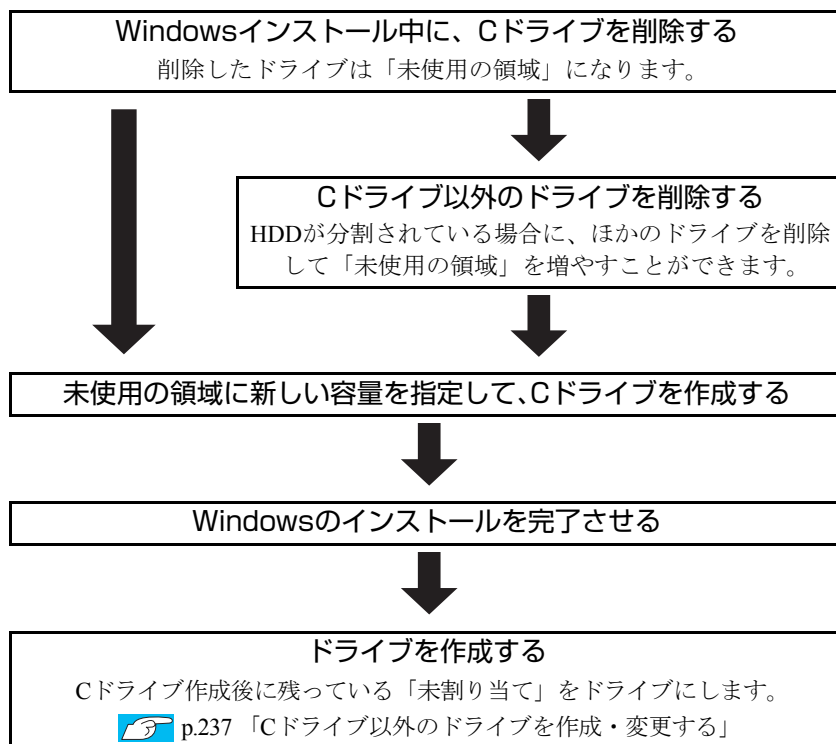 Windowsインストール中に、Cドライブを削除する
削除したドライブは「未使用の領域」になります。
Cドライブ以外のドライブを削除する
HDDが分割されている場合に、ほかのドライブを削除
して「未使用の領域」を増やすことができます。
未使用の領域に新しい容量を指定して、Cドライブを作成する
Windowsのインストールを完了させる
ドライブを作成する
Cドライブ作成後に残っている「未割り当て」をドライブにします。
p.237 「Cドライブ以外のドライブを作成・変更する」